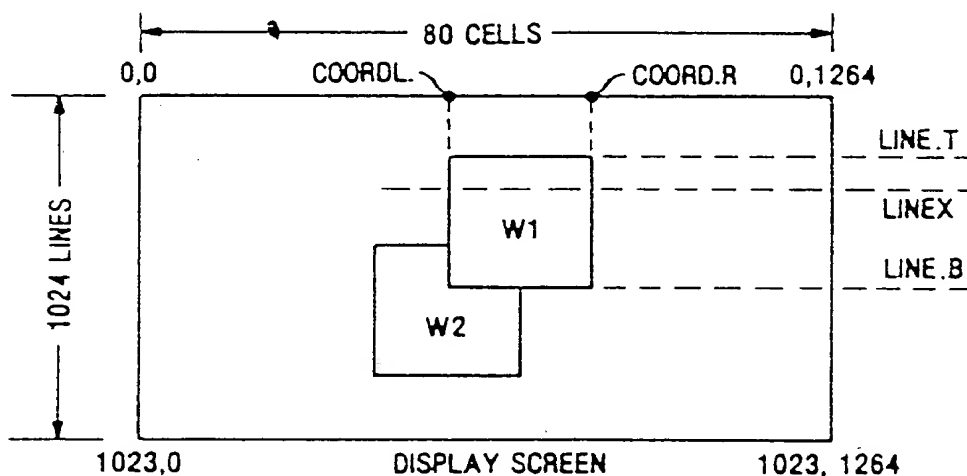 80 CELLS
0,0 COORDL. COORD.R 0,1264
LINE.T
LINEX
W1
1024 LINES
LINE.B
W2
1023,0 DISPLAY SCREEN 1023, 1264